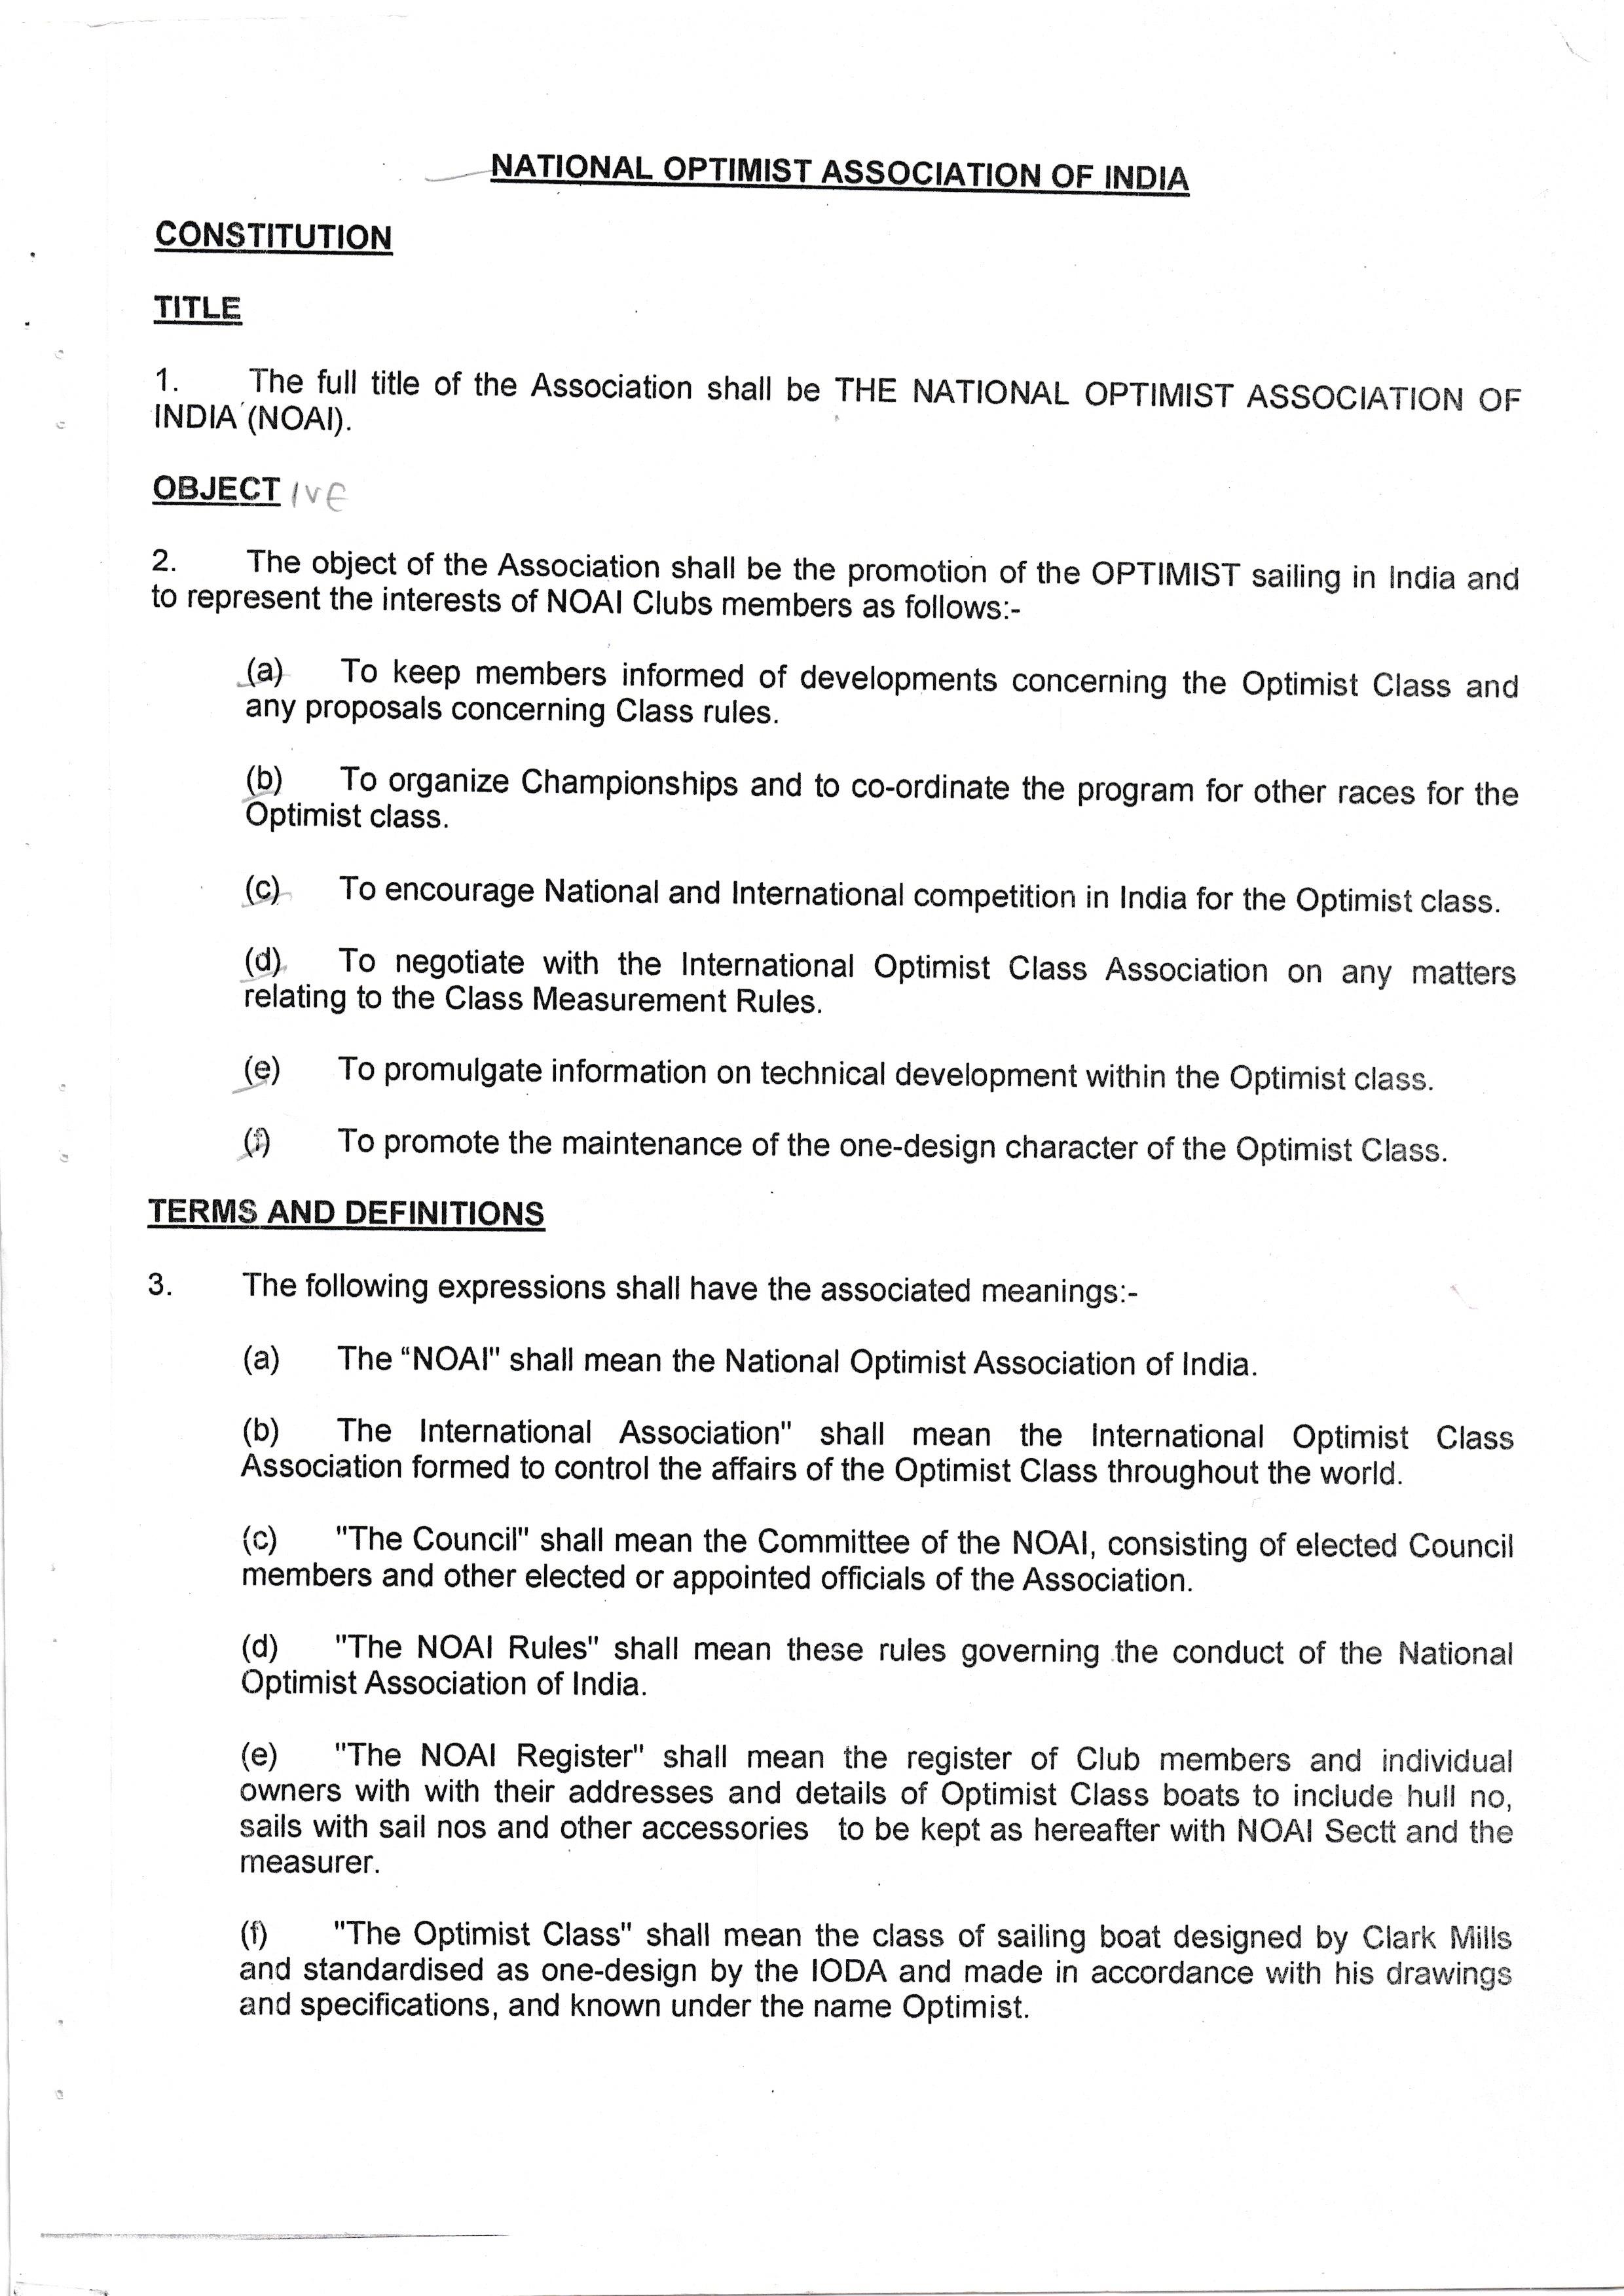 NATIONAL OPTIMIST ASSOCIATION OF INDIA
CONSTITUTION
TITLE
1. The full title of the Association shall be THE NATIONAL OPTIMIST ASSOCIATION OF
INDIA (NOAI).
OBJECT IVE
2. The object of the Association shall be the promotion of the OPTIMIST sailing in India and
to represent the interests of NOAI Clubs members as follows:-
(a) To keep members informed of developments concerning the Optimist Class and
any proposals concerning Class rules.
(b) To organize Championships and to co-ordinate the program for other races for the
Optimist class.
(c) To encourage National and International competition in India for the Optimist class.
(d) To negotiate with the International Optimist Class Association on any matters
relating to the Class Measurement Rules.
(e) To promulgate information on technical development within the Optimist class.
(f) To promote the maintenance of the one-design character of the Optimist Class.
TERMS AND DEFINITIONS
3. The following expressions shall have the associated meanings:-
(a) The “NOAI" shall mean the National Optimist Association of India.
(b) The International Association" shall mean the International Optimist Class
Association formed to control the affairs of the Optimist Class throughout the world.
(c) "The Council" shall mean the Committee of the NOAI, consisting of elected Council
members and other elected or appointed officials of the Association.
(d) "The NOAI Rules" shall mean these rules governing the conduct of the National
Optimist Association of India.
(e) "The NOAI Register" shall mean the register of Club members and individual
owners with with their addresses and details of Optimist Class boats to include hull no,
sails with sail nos and other accessories to be kept as hereafter with NOAI Sectt and the
measurer.
(f) "The Optimist Class" shall mean the class of sailing boat designed by Clark Mills
and standardised as one-design by the IODA and made in accordance with his drawings
and specifications, and known under the name Optimist.